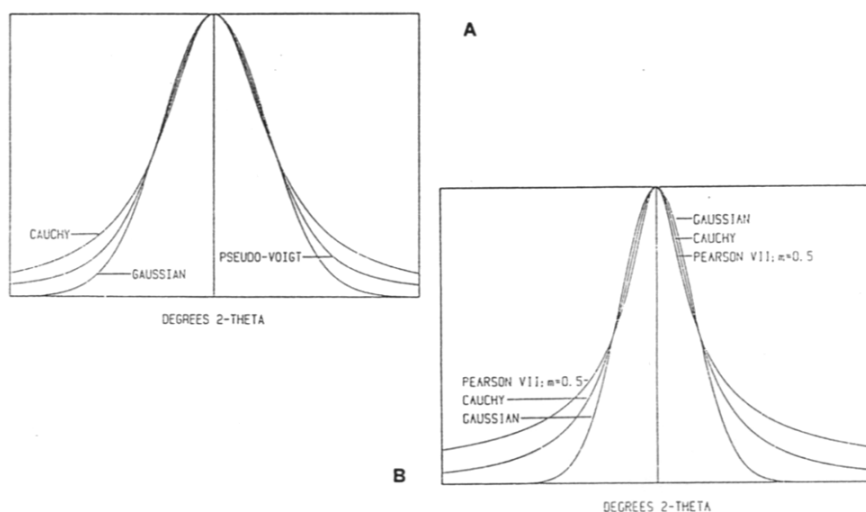 A
CAUCHY
GAUSSIAN
PSEUDO-VOIGT
DEGREES 2-THETA
GAUSSIAN
CAUCHY
PEARSON VII; m=0.5
PEARSON VII; m=0.5
CAUCHY
GAUSSIAN
B
DEGREES 2-THETA